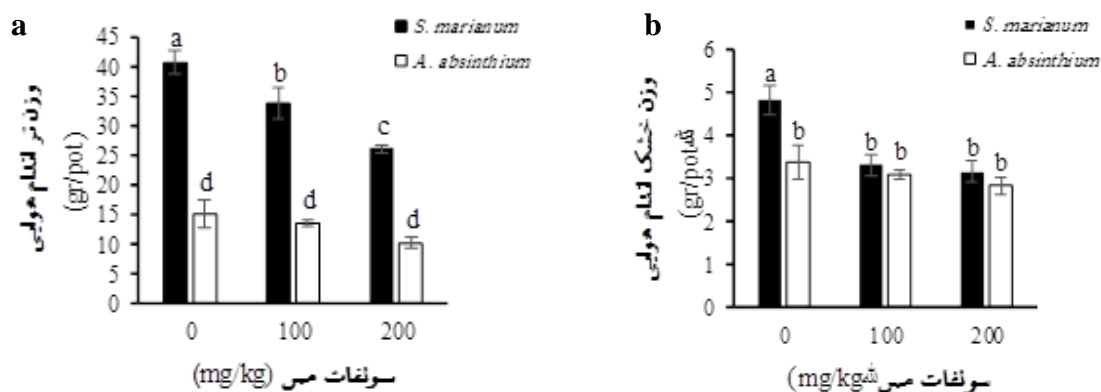 a
S. marianum
A. absinthium
وزن تر اندام هوایی
(gr/pot)
45
40
35
30
25
20
15
10
5
0
a
b
c
d
d
d
0
100
200
سولفات مس (mg/kg)
b
S. marianum
A. absinthium
وزن خشک اندام هوایی
gr/pot)
6
5
4
3
2
1
0
a
b
b
b
b
b
0
100
200
سولفات مس mg/kg)